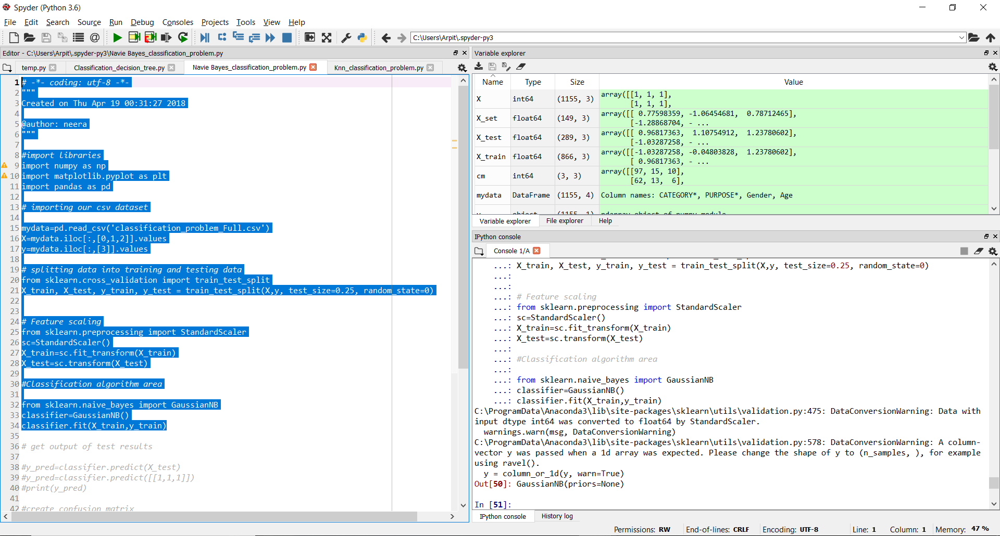 Spyder (Python 3.6)
File Edit Search Source Run Debug Consoles Projects Tools View Help
C:\Users\Arpit\.spyder-py3
Editor - C:\Users\Arpit\.spyder-py3\Navie Bayes_classification_problem.py
temp.py Classification_decision_tree.py Navie Bayes_classification_problem.py Knn_classification_problem.py
1 # -*- coding: utf-8 -*-
2 """
3 Created on Thu Apr 19 00:31:27 2018
4
5 @author: neera
6 """
7
8 #import libraries
9 import numpy as np
10 import matplotlib.pyplot as plt
11 import pandas as pd
12
13 # importing our csv dataset
14
15 mydata=pd.read_csv('classification_problem_Full.csv')
16 X=mydata.iloc[:,[0,1,2]].values
17 y=mydata.iloc[:,[3]].values
18
19 # splitting data into training and testing data
20 from sklearn.cross_validation import train_test_split
21 X_train, X_test, y_train, y_test = train_test_split(X,y, test_size=0.25, random_state=0)
22
23
24 # Feature scaling
25 from sklearn.preprocessing import StandardScaler
26 sc=StandardScaler()
27 X_train=sc.fit_transform(X_train)
28 X_test=sc.transform(X_test)
29
30 #Classification algorithm area
31
32 from sklearn.naive_bayes import GaussianNB
33 classifier=GaussianNB()
34 classifier.fit(X_train,y_train)
35
36 # get output of test results
37
38 #y_pred=classifier.predict(X_test)
39 #y_pred=classifier.predict([[1,1,1]])
40 #print(y_pred)
41
42 #create confusion matrix
Variable explorer
Name Type Size Value
X int64 (1155, 3) array([[1, 1, 1],
[1, 1, 1],
X_set float64 (149, 3) array([[ 0.77598359, -1.06454681, 0.78712465],
[-1.28868704, - ...
X_test float64 (289, 3) array([[ 0.96817363, 1.10754912, 1.23780602],
[-1.03287258, - ...
X_train float64 (866, 3) array([[-1.03287258, -0.04803828, 1.23780602],
[ 0.96817363, - ...
cm int64 (3, 3) array([[97, 15, 10],
[62, 13, 6],
mydata DataFrame (1155, 4) Column names: CATEGORY*, PURPOSE*, Gender, Age
y object (1155, 1) ndarray object of numpy module
Variable explorer File explorer Help
IPython console
Console 1/A
...: X_train, X_test, y_train, y_test = train_test_split(X,y, test_size=0.25, random_state=0)
...:
...:
...: # Feature scaling
...: from sklearn.preprocessing import StandardScaler
...: sc=StandardScaler()
...: X_train=sc.fit_transform(X_train)
...: X_test=sc.transform(X_test)
...:
...: #Classification algorithm area
...:
...: from sklearn.naive_bayes import GaussianNB
...: classifier=GaussianNB()
...: classifier.fit(X_train,y_train)
C:\ProgramData\Anaconda3\lib\site-packages\sklearn\utils\validation.py:475: DataConversionWarning: Data with
input dtype int64 was converted to float64 by StandardScaler.
warnings.warn(msg, DataConversionWarning)
C:\ProgramData\Anaconda3\lib\site-packages\sklearn\utils\validation.py:578: DataConversionWarning: A column-
vector y was passed when a 1d array was expected. Please change the shape of y to (n_samples, ), for example
using ravel().
y = column_or_1d(y, warn=True)
Out[50]: GaussianNB(priors=None)
In [51]:
IPython console History log
Permissions: RW End-of-lines: CRLF Encoding: UTF-8 Line: 1 Column: 1 Memory: 47 %